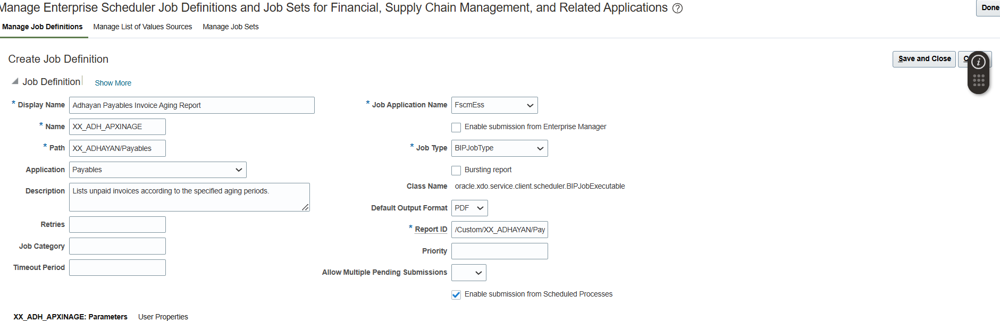 Manage Enterprise Scheduler Job Definitions and Job Sets for Financial, Supply Chain Management, and Related Applications
Done
Manage Job Definitions Manage List of Values Sources Manage Job Sets
Create Job Definition
Save and Close C
Job Definition Show More
* Display Name Adhayan Payables Invoice Aging Report
* Name XX_ADH_APXINAGE
* Path XX_ADHAYAN/Payables
Application Payables
Description Lists unpaid invoices according to the specified aging periods.
Retries
Job Category
Timeout Period
* Job Application Name FscmEss
Enable submission from Enterprise Manager
* Job Type BIPJobType
Bursting report
Class Name oracle.xdo.service.client.scheduler.BIPJobExecutable
Default Output Format PDF
* Report ID /Custom/XX_ADHAYAN/Pay
Priority
Allow Multiple Pending Submissions
Enable submission from Scheduled Processes
XX_ADH_APXINAGE: Parameters User Properties